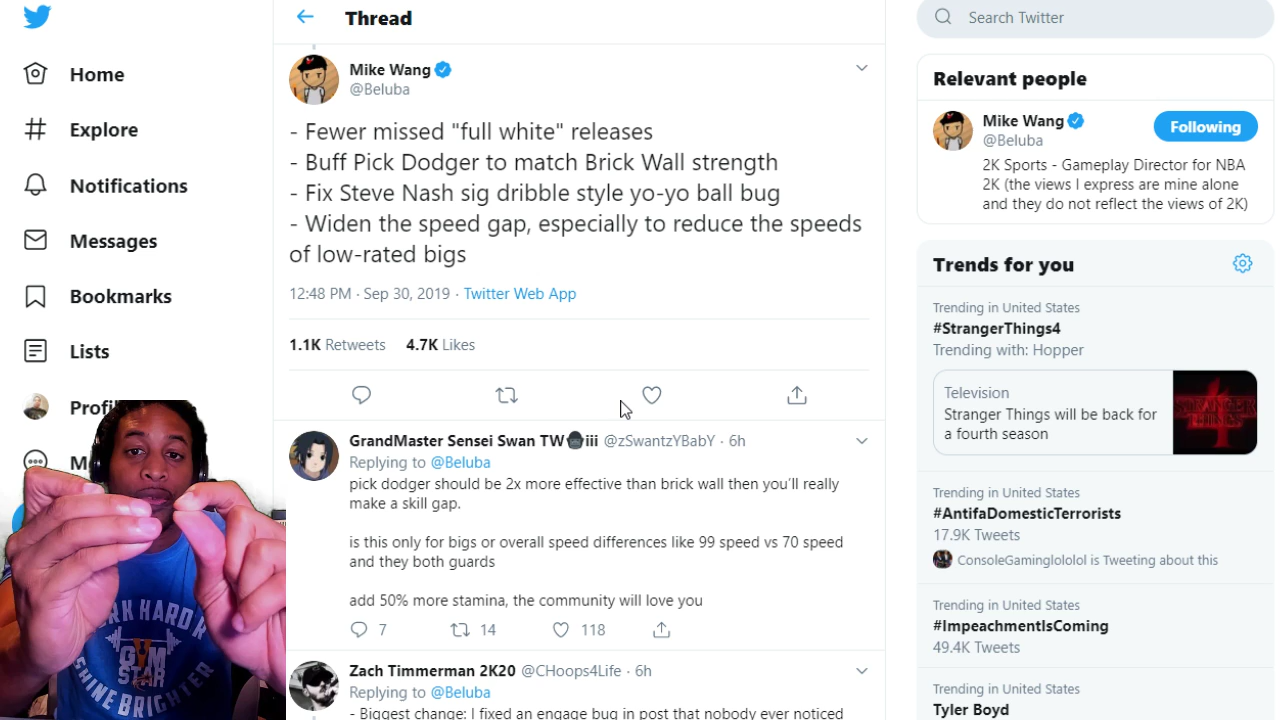 Home
Explore
Notifications
Messages
Bookmarks
Lists
Thread
Mike Wang
@Beluba
- Fewer missed "full white" releases
- Buff Pick Dodger to match Brick Wall strength
- Fix Steve Nash sig dribble style yo-yo ball bug
- Widen the speed gap, especially to reduce the speeds
of low-rated bigs
12:48 PM · Sep 30, 2019 · Twitter Web App
1.1K Retweets 4.7K Likes
GrandMaster Sensei Swan TW iii @zSwantzYBabY · 6h
Replying to @Beluba
pick dodger should be 2x more effective than brick wall then you'll really
make a skill gap.
is this only for bigs or overall speed differences like 99 speed vs 70 speed
and they both guards
add 50% more stamina, the community will love you
7 14 118
Zach Timmerman 2K20 @CHoops4Life · 6h
Replying to @Beluba
- Biggest change: I fixed an engage bug in post that nobody ever noticed
HARD
GYM
STAR
SHINE BRIGHTER
Search Twitter
Relevant people
Mike Wang
@Beluba
Following
2K Sports - Gameplay Director for NBA
2K (the views I express are mine alone
and they do not reflect the views of 2K)
Trends for you
Trending in United States
#StrangerThings4
Trending with: Hopper
Television
Stranger Things will be back for
a fourth season
STRANGER
THINGS
Trending in United States
#AntifaDomesticTerrorists
17.9K Tweets
ConsoleGaminglololol is Tweeting about this
Trending in United States
#ImpeachmentIsComing
49.4K Tweets
Trending in United States
Tyler Boyd